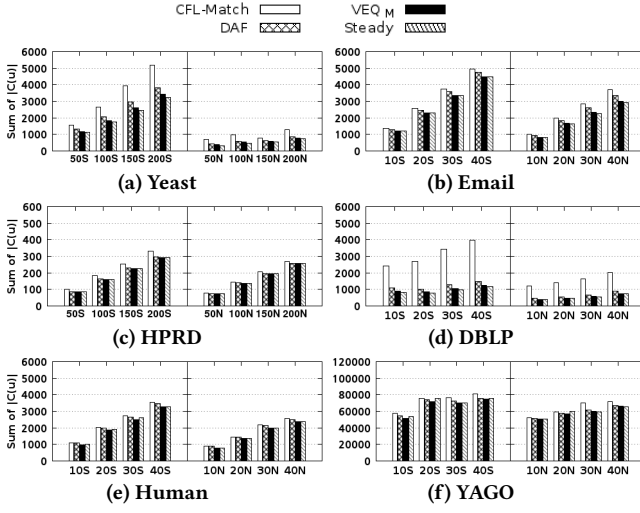 CFL-Match
DAF
VEQ M
Steady
Sum of |C(u)|
6000
5000
4000
3000
2000
1000
0
50S 100S 150S 200S
50N 100N 150N 200N
(a) Yeast
6000
5000
4000
3000
2000
1000
0
10S 20S 30S 40S
10N 20N 30N 40N
(b) Email
Sum of |C(u)|
600
500
400
300
200
100
0
50S 100S 150S 200S
50N 100N 150N 200N
(c) HPRD
6000
5000
4000
3000
2000
1000
0
10S 20S 30S 40S
10N 20N 30N 40N
(d) DBLP
Sum of |C(u)|
6000
5000
4000
3000
2000
1000
0
10S 20S 30S 40S
10N 20N 30N 40N
(e) Human
120000
100000
80000
60000
40000
20000
0
10S 20S 30S 40S
10N 20N 30N 40N
(f) YAGO